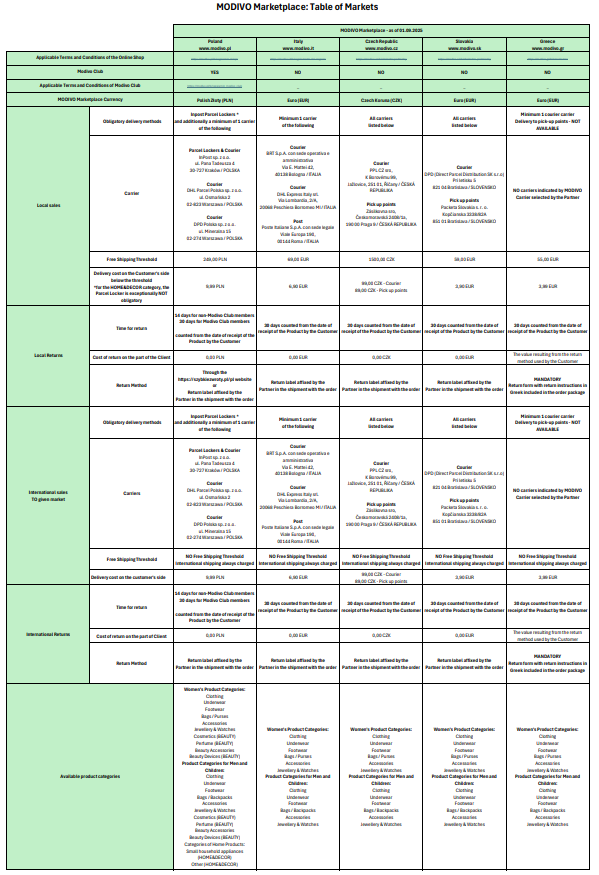 MODIVO Marketplace: Table of Markets
MODIVO Marketplace - as of 01.09.2025
Poland
www.modivo.pl
Italy
www.modivo.it
Czech Republic
www.modivo.cz
Slovakia
www.modivo.sk
Greece
www.modivo.gr
Applicable Terms and Conditions of the Online Shop
Modivo Club
YES
NO
NO
NO
NO
Applicable Terms and Conditions of Modivo Club
-
-
-
-
MODIVO Marketplace Currency
Polish Zloty (PLN)
Euro (EUR)
Czech Koruna (CZK)
Euro (EUR)
Euro (EUR)
Local sales
Obligatory delivery methods
Inpost Parcel Lockers *
and additionally a minimum of 1 carrier
of the following
Minimum 1 carrier
of the following
All carriers
listed below
All carriers
listed below
Minimum 1 courier carrier
Delivery to pick-up points - NOT
AVAILABLE
Carrier
Parcel Lockers & Courier
InPost sp. z o.o.
ul. Pana Tadeusza 4
30-727 Kraków / POLSKA
Courier
DHL Parcel Polska sp. z o.o.
ul. Osmańska 2
02-823 Warszawa / POLSKA
Courier
DPD Polska sp. z o.o.
ul. Mineralna 15
02-274 Warszawa / POLSKA
Courier
BRT S.p.A. con sede operativa e
amministrativa
Via E. Mattei 42,
40138 Bologna / ITALIA
Courier
DHL Express Italy srl.
Via Lombardia, 2/A,
20068 Peschiera Borromeo MI / ITALIA
Post
Poste Italiane S.p.A. con sede legale
Viale Europa 190,
00144 Roma / ITALIA
Courier
PPL CZ sro,
K Borovému 99,
Jažlovice, 251 01, Říčany / ČESKÁ
REPUBLIKA
Pick up points
Zásilkovna sro,
Českomoravská 2408/1a,
190 00 Praga 9 / ČESKÁ REPUBLIKA
Courier
DPD (Direct Parcel Distribution SK s.r.o)
Pri letisku 5
821 04 Bratislava / SLOVENSKO
Pick up points
Packeta Slovakia s. r. o.
Kopčianska 3338/82A
851 01 Bratislava / SLOVENSKO
NO carriers indicated by MODIVO
Carrier selected by the Partner
Free Shipping Threshold
249,00 PLN
69,00 EUR
1500,00 CZK
59,00 EUR
55,00 EUR
Delivery cost on the Customer's side
below the threshold
*for the HOME&DECOR category, the
Parcel Locker is exceptionally NOT
obligatory
9,99 PLN
6,90 EUR
99,00 CZK - Courier
89,00 CZK - Pick up points
3,90 EUR
3,99 EUR
Local Returns
Time for return
14 days for non-Modivo Club members
30 days for Modivo Club members
counted from the date of receipt of the
Product by the Customer
30 days counted from the date of
receipt of the Product by the Customer
30 days counted from the date of
receipt of the Product by the Customer
30 days counted from the date of
receipt of the Product by the Customer
30 days counted from the date of
receipt of the Product by the Customer
Cost of return on the part of the Client
0,00 PLN
0,00 EUR
0,00 CZK
0,00 EUR
The value resulting from the return
method used by the Customer
Return Method
Through the
https://szybkiezwroty.pl/pl website
or
Return label affixed by the
Partner in the shipment with the order
Return label affixed by the
Partner in the shipment with the order
Return label affixed by the
Partner in the shipment with the order
Return label affixed by the
Partner in the shipment with the order
MANDATORY
Return form with return instructions in
Greek included in the order package
International sales
TO given market
Obligatory delivery methods
Inpost Parcel Lockers *
and additionally a minimum of 1 carrier
of the following
Minimum 1 carrier
of the following
All carriers
listed below
All carriers
listed below
Minimum 1 courier carrier
Delivery to pick-up points - NOT
AVAILABLE
Carriers
Parcel Lockers & Courier
InPost sp. z o.o.
ul. Pana Tadeusza 4
30-727 Kraków / POLSKA
Courier
DHL Parcel Polska sp. z o.o.
ul. Osmańska 2
02-823 Warszawa / POLSKA
Courier
DPD Polska sp. z o.o.
ul. Mineralna 15
02-274 Warszawa / POLSKA
Courier
BRT S.p.A. con sede operativa e
amministrativa
Via E. Mattei 42,
40138 Bologna / ITALIA
Courier
DHL Express Italy srl.
Via Lombardia, 2/A,
20068 Peschiera Borromeo MI / ITALIA
Post
Poste Italiane S.p.A. con sede legale
Viale Europa 190,
00144 Roma / ITALIA
Courier
PPL CZ sro,
K Borovému 99,
Jažlovice, 251 01, Říčany / ČESKÁ
REPUBLIKA
Pick up points
Zásilkovna sro,
Českomoravská 2408/1a,
190 00 Praga 9 / ČESKÁ REPUBLIKA
Courier
DPD (Direct Parcel Distribution SK s.r.o)
Pri letisku 5
821 04 Bratislava / SLOVENSKO
Pick up points
Packeta Slovakia s. r. o.
Kopčianska 3338/82A
851 01 Bratislava / SLOVENSKO
NO carriers indicated by MODIVO
Carrier selected by the Partner
Free Shipping Threshold
NO Free Shipping Threshold
International shipping always charged
NO Free Shipping Threshold
International shipping always charged
NO Free Shipping Threshold
International shipping always charged
NO Free Shipping Threshold
International shipping always charged
NO Free Shipping Threshold
International shipping always charged
Delivery cost on the customer's side
9,99 PLN
6,90 EUR
99,00 CZK - Courier
89,00 CZK - Pick up points
3,90 EUR
3,99 EUR
International Returns
Time for return
14 days for non-Modivo Club members
30 days for Modivo Club members
counted from the date of receipt of the
Product by the Customer
30 days counted from the date of
receipt of the Product by the Customer
30 days counted from the date of
receipt of the Product by the Customer
30 days counted from the date of
receipt of the Product by the Customer
30 days counted from the date of
receipt of the Product by the Customer
Cost of return on the part of the Client
0,00 PLN
0,00 EUR
0,00 CZK
0,00 EUR
The value resulting from the return
method used by the Customer
Return Method
Return label affixed by the
Partner in the shipment with the order
Return label affixed by the
Partner in the shipment with the order
Return label affixed by the
Partner in the shipment with the order
Return label affixed by the
Partner in the shipment with the order
MANDATORY
Return form with return instructions in
Greek included in the order package
Available product categories
Women's Product Categories:
Clothing
Underwear
Footwear
Bags / Purses
Accessories
Jewellery & Watches
Cosmetics (BEAUTY)
Perfume (BEAUTY)
Beauty Accessories
Beauty Devices (BEAUTY)
Product Categories for Men and
Children:
Clothing
Underwear
Footwear
Bags / Backpacks
Accessories
Jewellery & Watches
Cosmetics (BEAUTY)
Perfume (BEAUTY)
Beauty Accessories
Beauty Devices (BEAUTY)
Categories of Home Products:
Small household appliances
(HOME&DECOR)
Other (HOME&DECOR)
Women's Product Categories:
Clothing
Underwear
Footwear
Bags / Purses
Accessories
Jewellery & Watches
Product Categories for Men and
Children:
Clothing
Underwear
Footwear
Bags / Backpacks
Accessories
Jewellery & Watches
Women's Product Categories:
Clothing
Underwear
Footwear
Bags / Purses
Accessories
Jewellery & Watches
Product Categories for Men and
Children:
Clothing
Underwear
Footwear
Bags / Backpacks
Accessories
Jewellery & Watches
Women's Product Categories:
Clothing
Underwear
Footwear
Bags / Purses
Accessories
Jewellery & Watches
Product Categories for Men and
Children:
Clothing
Underwear
Footwear
Bags / Backpacks
Accessories
Jewellery & Watches
Women's Product Categories:
Clothing
Underwear
Footwear
Bags / Purses
Accessories
Jewellery & Watches
Product Categories for Men and
Children:
Clothing
Underwear
Footwear
Bags / Backpacks
Accessories
Jewellery & Watches